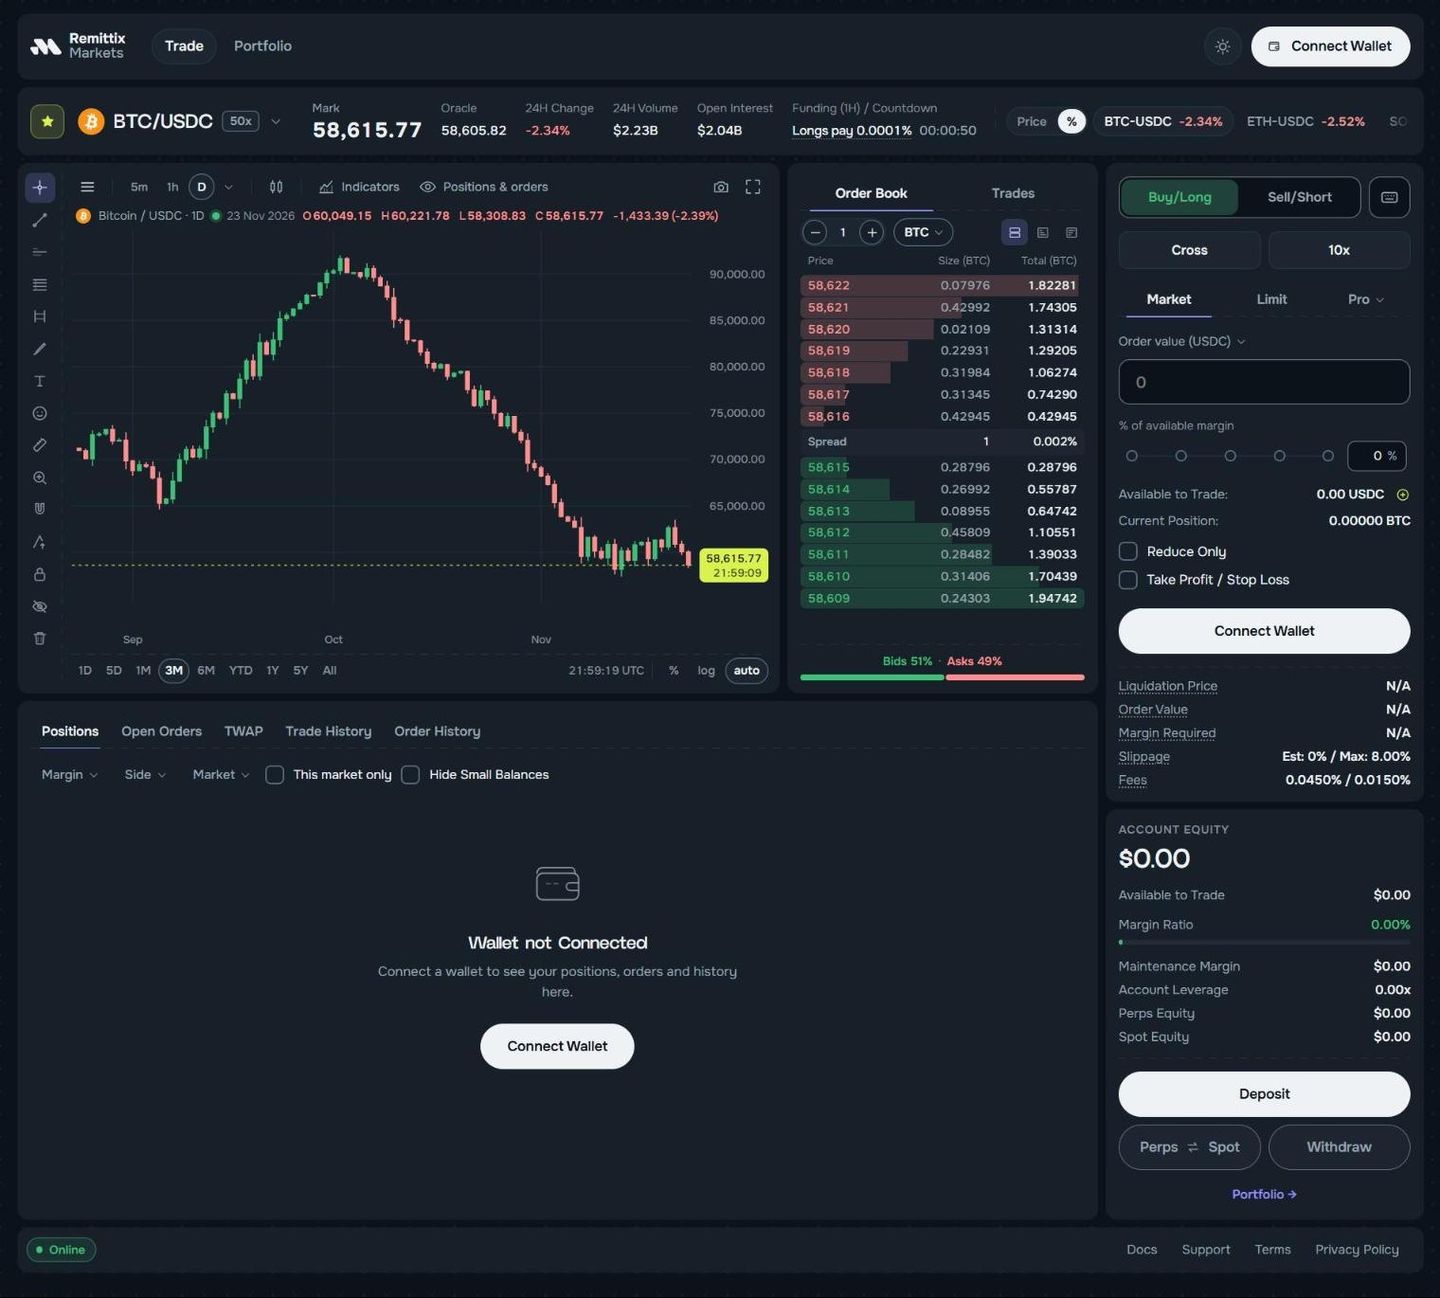 Remittix
Markets
Trade
Portfolio
Connect Wallet
BTC/USDC
50x
Mark
58,615.77
Oracle
58,605.82
24H Change
-2.34%
24H Volume
$2.23B
Open Interest
$2.04B
Funding (1H) / Countdown
Longs pay 0.0001% 00:00:50
Price
%
BTC-USDC -2.34%
ETH-USDC -2.52%
SO
5m
1h
D
Indicators
Positions & orders
Bitcoin / USDC · 1D 23 Nov 2026 O60,049.15 H60,221.78 L58,308.83 C58,615.77 -1,433.39 (-2.39%)
T
90,000.00
85,000.00
80,000.00
75,000.00
70,000.00
65,000.00
58,615.77
21:59:09
Sep
Oct
Nov
1D 5D 1M 3M 6M YTD 1Y 5Y All
21:59:19 UTC
%
log
auto
Order Book
Trades
1
BTC
Price Size (BTC) Total (BTC)
58,622 0.07976 1.82281
58,621 0.42992 1.74305
58,620 0.02109 1.31314
58,619 0.22931 1.29205
58,618 0.31984 1.06274
58,617 0.31345 0.74290
58,616 0.42945 0.42945
Spread 1 0.002%
58,615 0.28796 0.28796
58,614 0.26992 0.55787
58,613 0.08955 0.64742
58,612 0.45809 1.10551
58,611 0.28482 1.39033
58,610 0.31406 1.70439
58,609 0.24303 1.94742
Bids 51% · Asks 49%
Buy/Long
Sell/Short
Cross
10x
Market
Limit
Pro
Order value (USDC)
0
% of available margin
0 %
Available to Trade: 0.00 USDC
Current Position: 0.00000 BTC
Reduce Only
Take Profit / Stop Loss
Connect Wallet
Liquidation Price N/A
Order Value N/A
Margin Required N/A
Slippage Est: 0% / Max: 8.00%
Fees 0.0450% / 0.0150%
Positions
Open Orders
TWAP
Trade History
Order History
Margin
Side
Market
This market only
Hide Small Balances
Wallet not Connected
Connect a wallet to see your positions, orders and history
here.
Connect Wallet
ACCOUNT EQUITY
$0.00
Available to Trade $0.00
Margin Ratio 0.00%
Maintenance Margin $0.00
Account Leverage 0.00x
Perps Equity $0.00
Spot Equity $0.00
Deposit
Perps Spot
Withdraw
Portfolio →
Online
Docs
Support
Terms
Privacy Policy